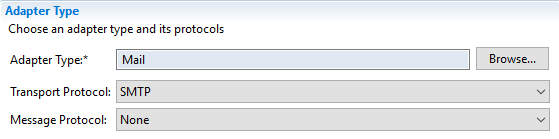 Adapter Type
Choose an adapter type and its protocols
Adapter Type:* Mail Browse...
Transport Protocol: SMTP
Message Protocol: None